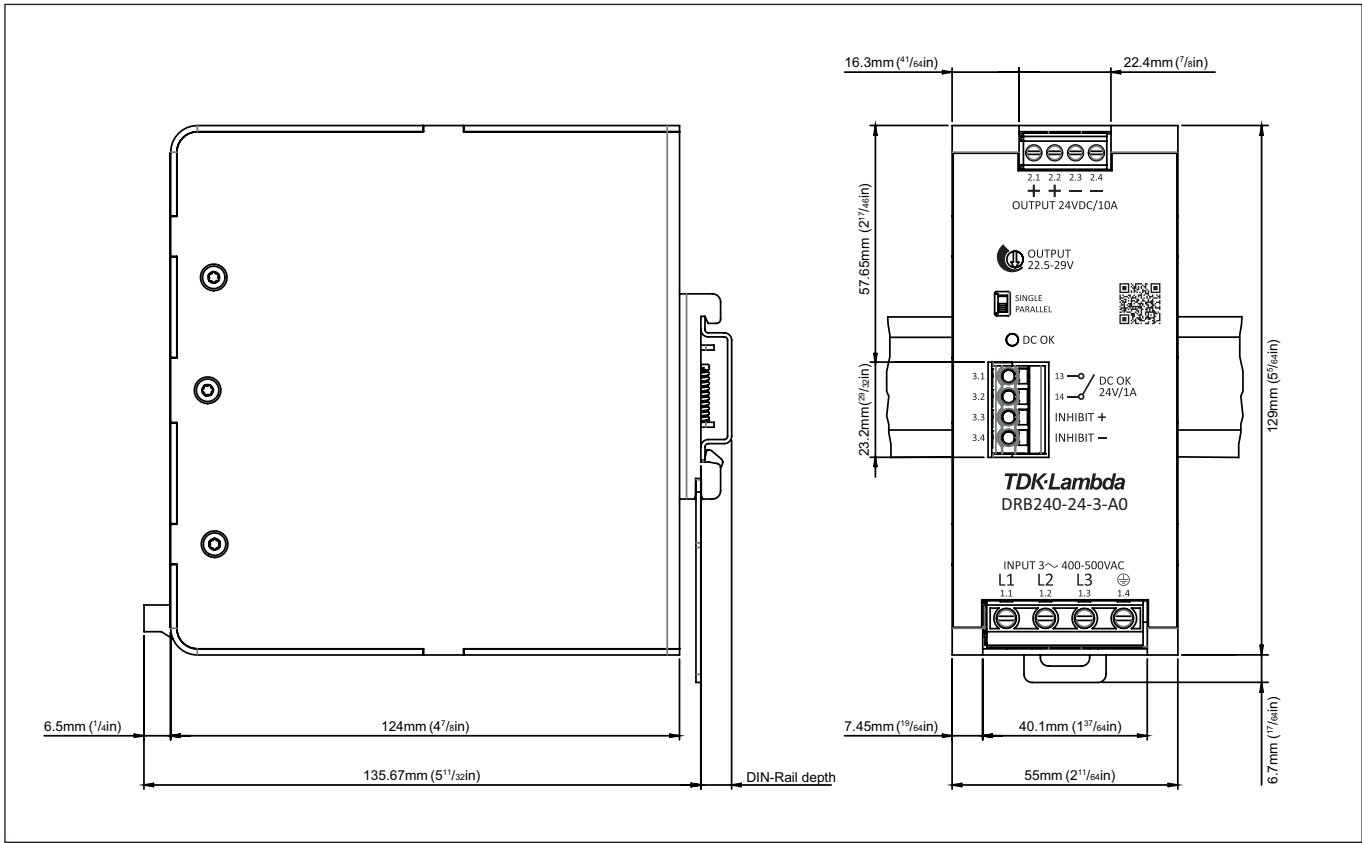 16.3mm (41/64in)
22.4mm (7/8in)
2.1 2.2 2.3 2.4
+ + − −
OUTPUT 24VDC/10A
57.65mm (217/46in)
OUTPUT
22.5-29V
SINGLE
PARALLEL
DC OK
129mm (55/64in)
23.2mm(29/32in)
3.1
3.2
3.3
3.4
13
14
DC OK
24V/1A
INHIBIT +
INHIBIT −
TDK·Lambda
DRB240-24-3-A0
INPUT 3～ 400-500VAC
L1 L2 L3 ⏚
1.1 1.2 1.3 1.4
6.5mm (1/4in)
124mm (47/8in)
7.45mm (19/64in)
40.1mm (137/64in)
6.7mm (17/64in)
135.67mm (511/32in)
DIN-Rail depth
55mm (211/64in)